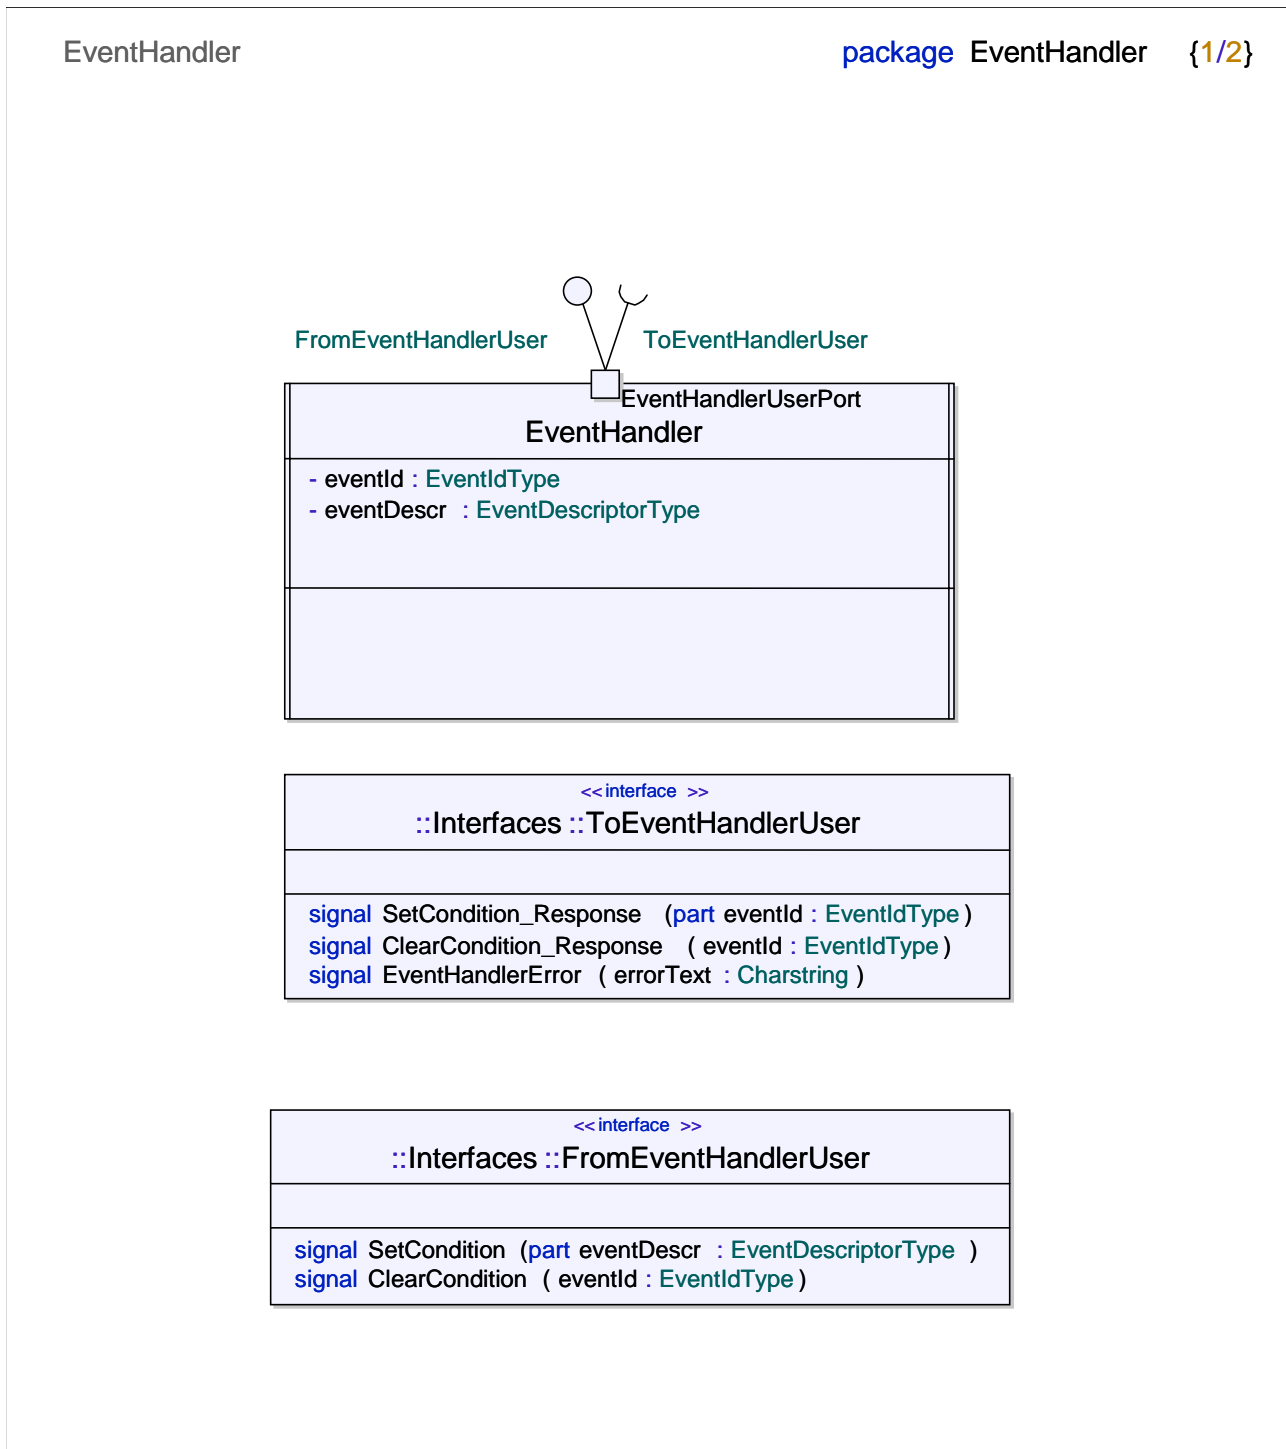 EventHandler
package EventHandler {1/2}
FromEventHandlerUser
ToEventHandlerUser
EventHandlerUserPort
EventHandler
- eventId : EventIdType
- eventDescr : EventDescriptorType
<<interface >>
::Interfaces ::ToEventHandlerUser
signal SetCondition_Response (part eventId : EventIdType )
signal ClearCondition_Response ( eventId : EventIdType )
signal EventHandlerError ( errorText : Charstring )
<<interface >>
::Interfaces ::FromEventHandlerUser
signal SetCondition (part eventDescr : EventDescriptorType )
signal ClearCondition ( eventId : EventIdType )